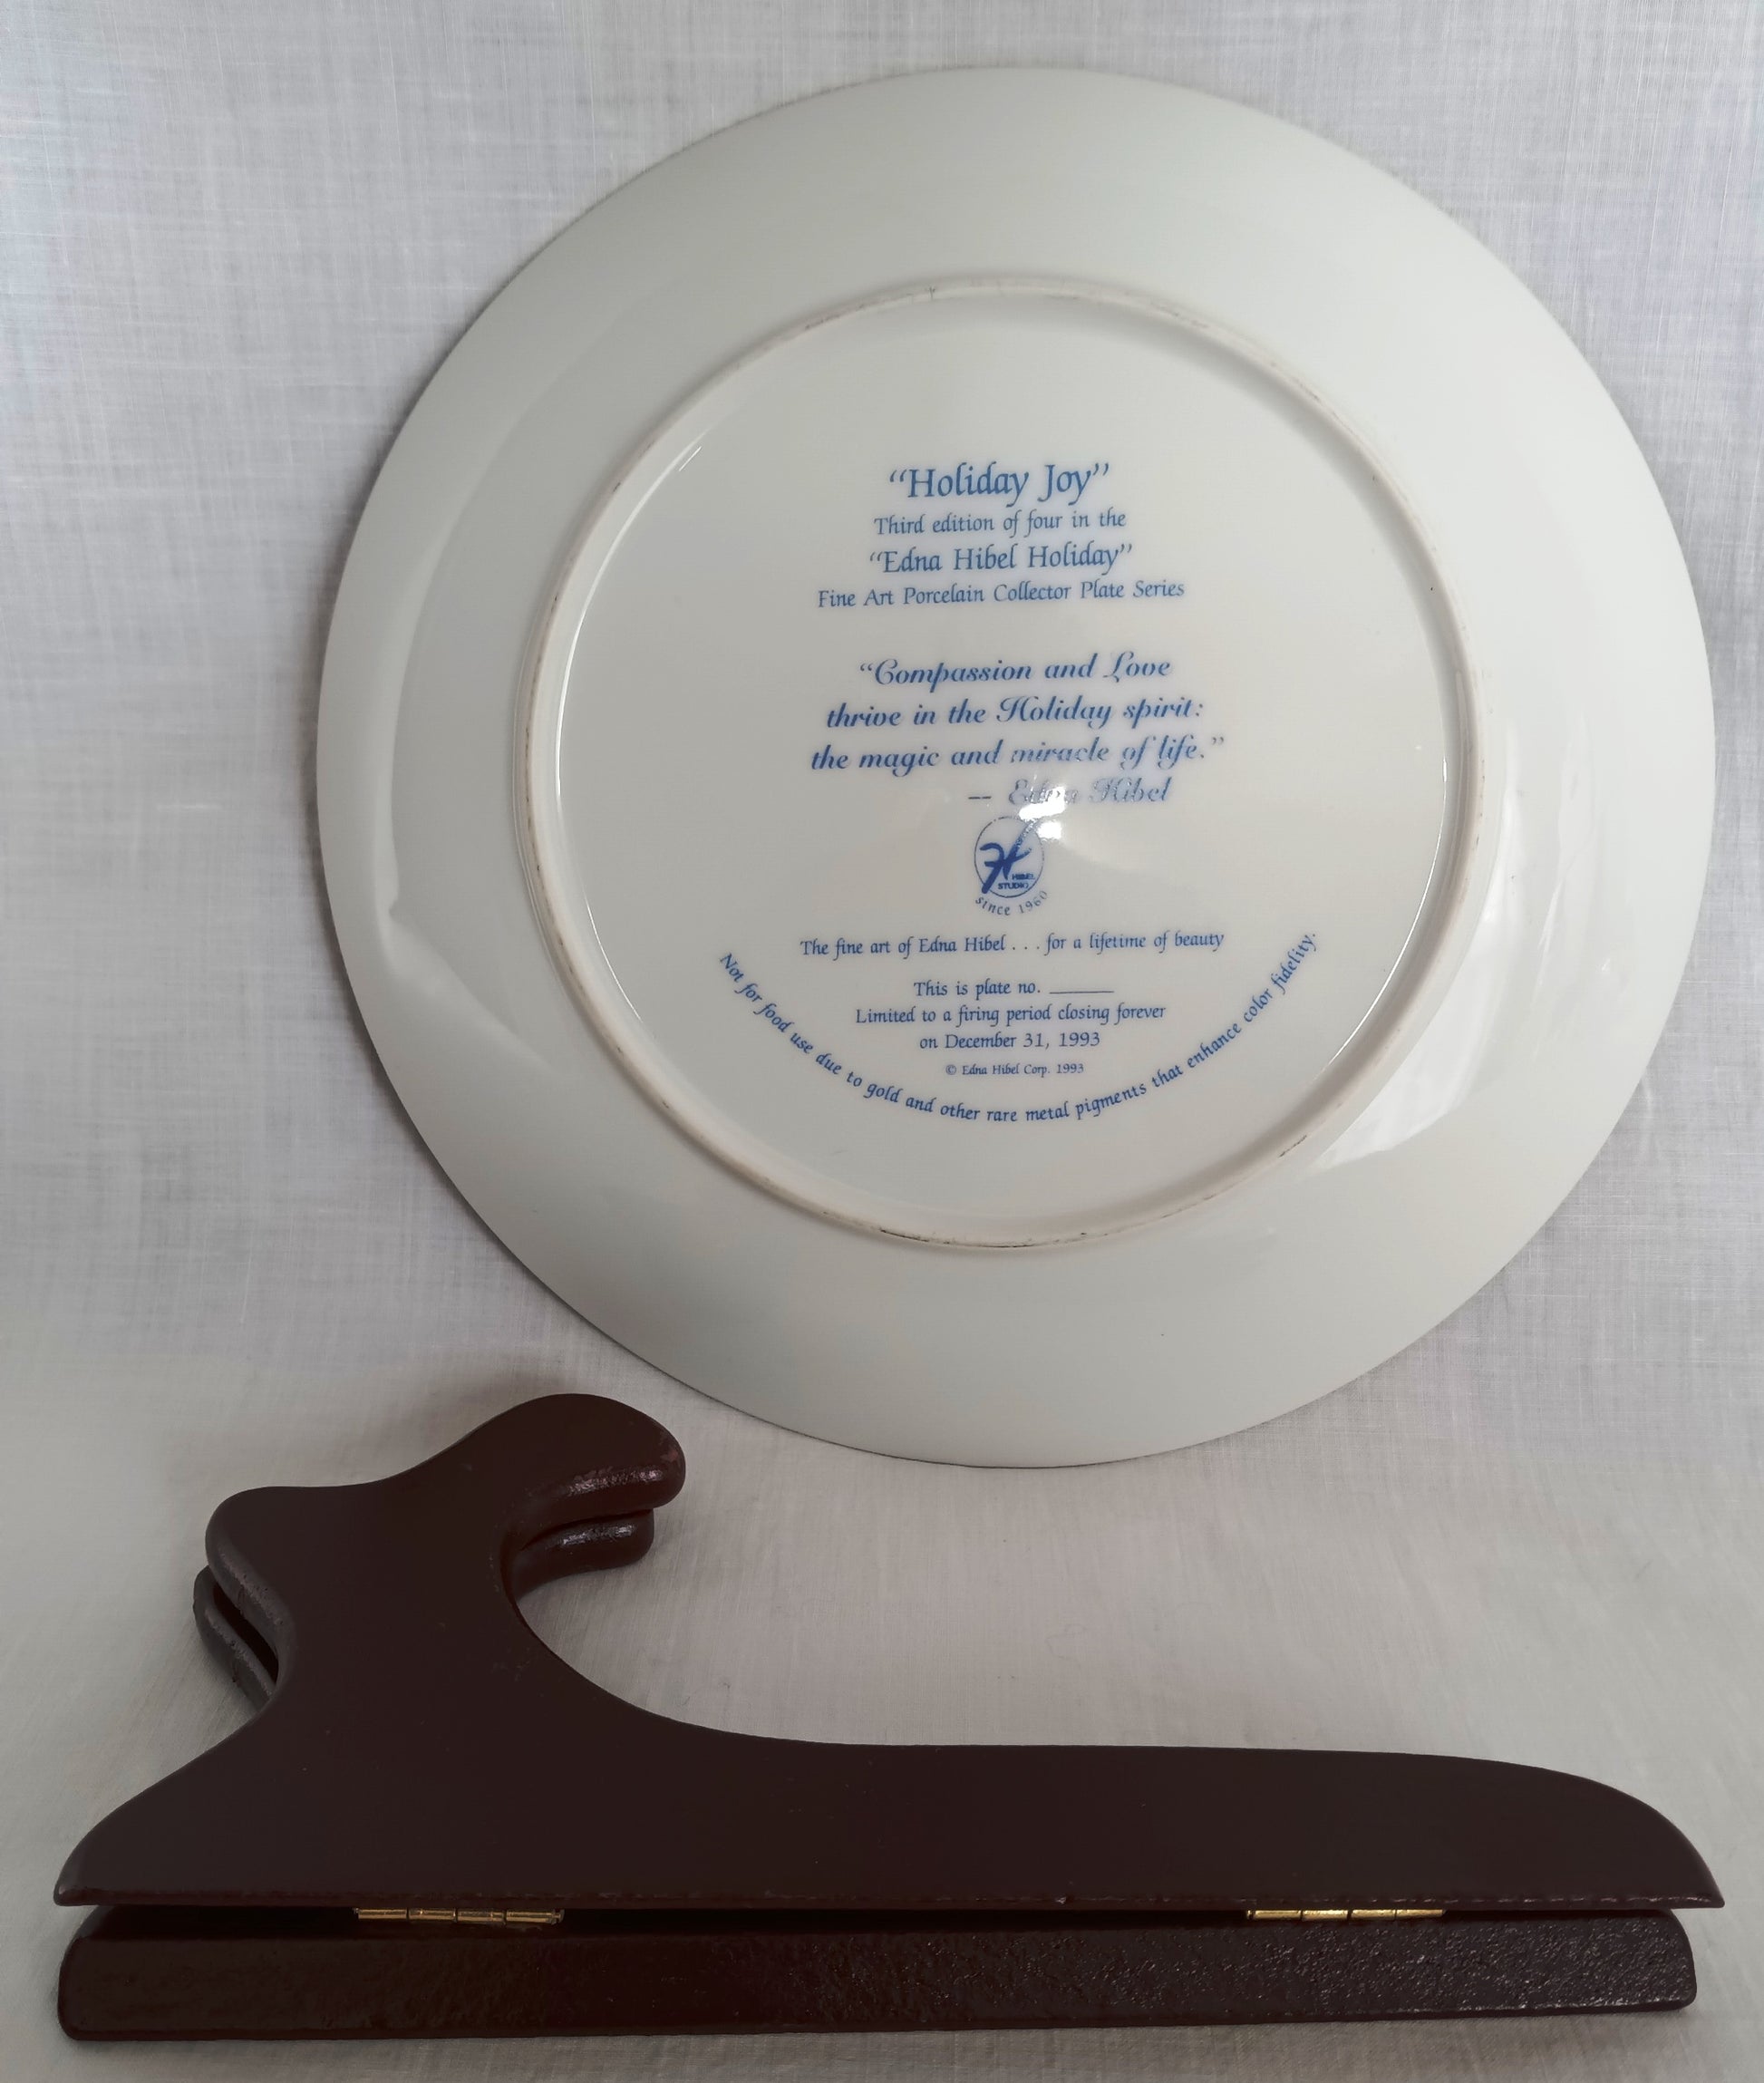 “Holiday Joy”
Third edition of four in the
“Edna Hibel Holiday”
Fine Art Porcelain Collector Plate Series
“Compassion and Love
thrive in the Holiday spirit:
the magic and miracle of life.”
-- Edna Hibel
H HIBEL
STUDIO
since 1960
The fine art of Edna Hibel . . . for a lifetime of beauty
This is plate no. ______
Limited to a firing period closing forever
on December 31, 1993
© Edna Hibel Corp. 1993
Not for food use due to gold and other rare metal pigments that enhance color fidelity.